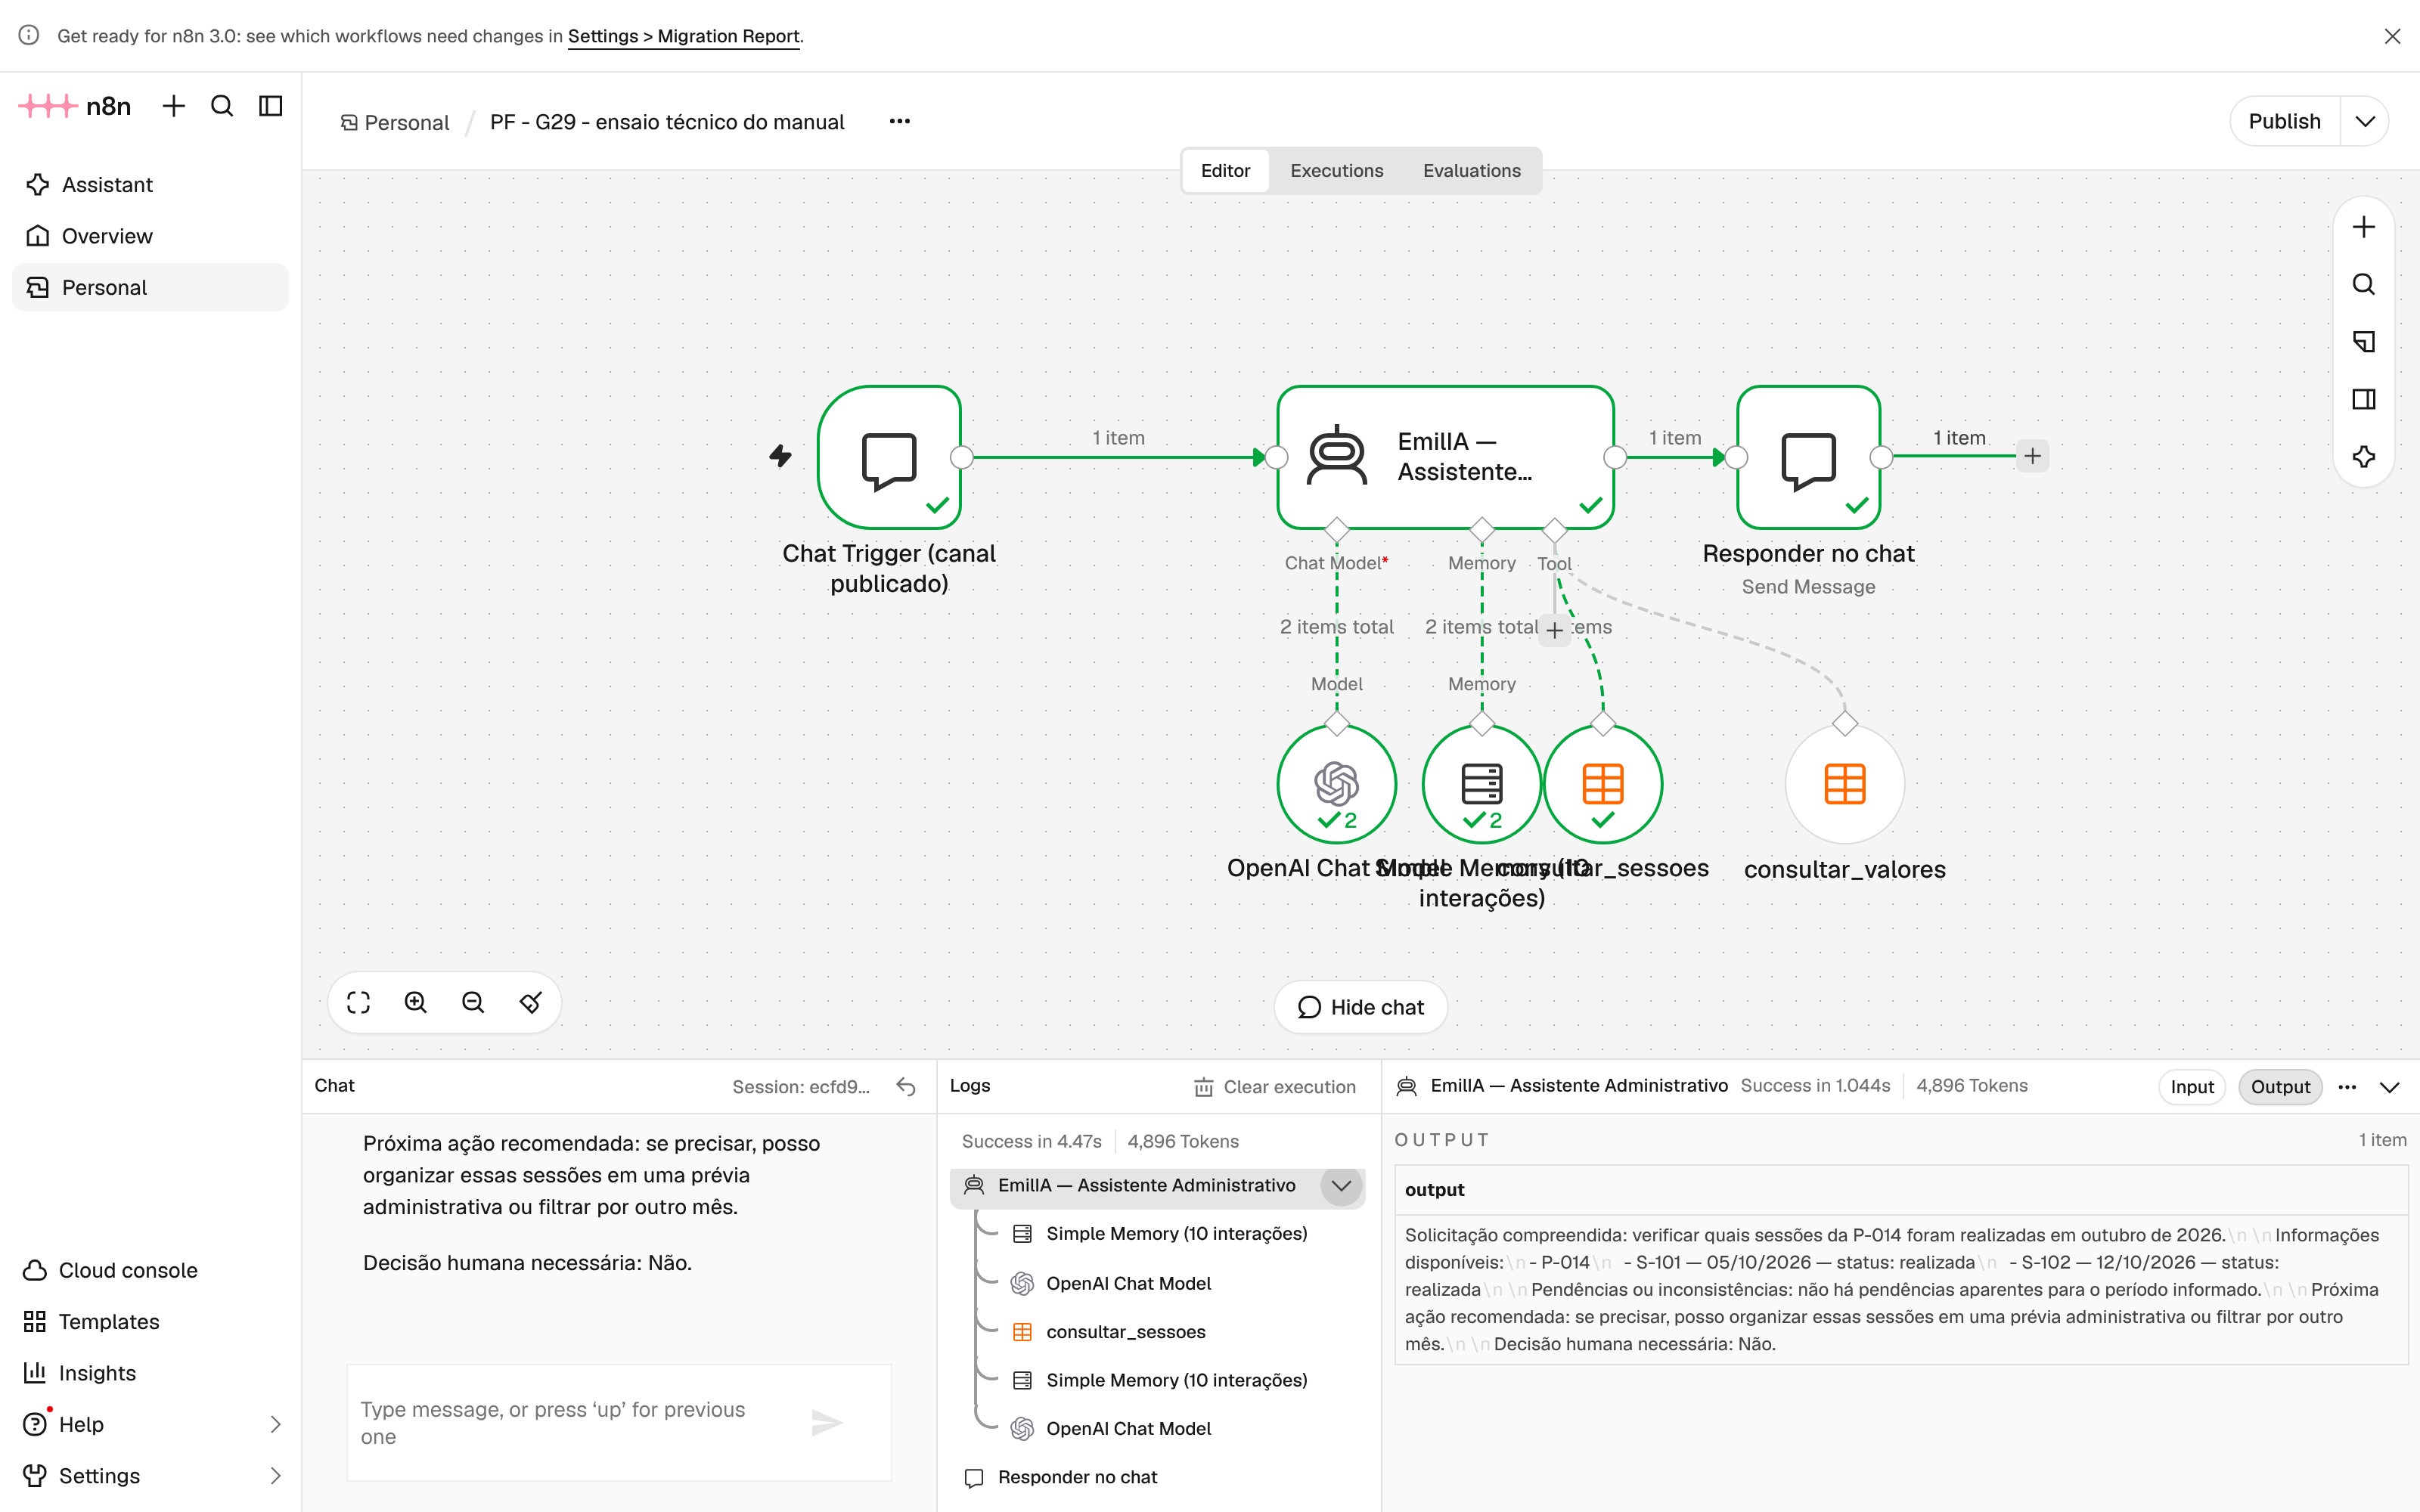 Get ready for n8n 3.0: see which workflows need changes in Settings > Migration Report.
n8n
Assistant
Overview
Personal
Cloud console
Templates
Insights
Help
Settings
Personal / PF - G29 - ensaio técnico do manual
Publish
Editor
Executions
Evaluations
1 item
1 item
1 item
EmilIA —
Assistente...
Chat Trigger (canal
publicado)
Responder no chat
Send Message
Chat Model*
Memory
Tool
2 items total
2 items total
Model
Memory
2
2
OpenAI Chat Model
Simple Memory (10
interações)
consultar_sessoes
consultar_valores
Hide chat
Chat
Session: ecfd9...
Próxima ação recomendada: se precisar, posso
organizar essas sessões em uma prévia
administrativa ou filtrar por outro mês.
Decisão humana necessária: Não.
Type message, or press ‘up’ for previous
one
Logs
Clear execution
Success in 4.47s
4,896 Tokens
EmilIA — Assistente Administrativo
Simple Memory (10 interações)
OpenAI Chat Model
consultar_sessoes
Simple Memory (10 interações)
OpenAI Chat Model
Responder no chat
EmilIA — Assistente Administrativo
Success in 1.044s
4,896 Tokens
Input
Output
OUTPUT
1 item
output
Solicitação compreendida: verificar quais sessões da P-014 foram realizadas em outubro de 2026.\n \n Informações
disponíveis:\n - P-014\n  - S-101 — 05/10/2026 — status: realizada\n  - S-102 — 12/10/2026 — status:
realizada\n \n Pendências ou inconsistências: não há pendências aparentes para o período informado.\n \n Próxima
ação recomendada: se precisar, posso organizar essas sessões em uma prévia administrativa ou filtrar por outro
mês.\n \n Decisão humana necessária: Não.